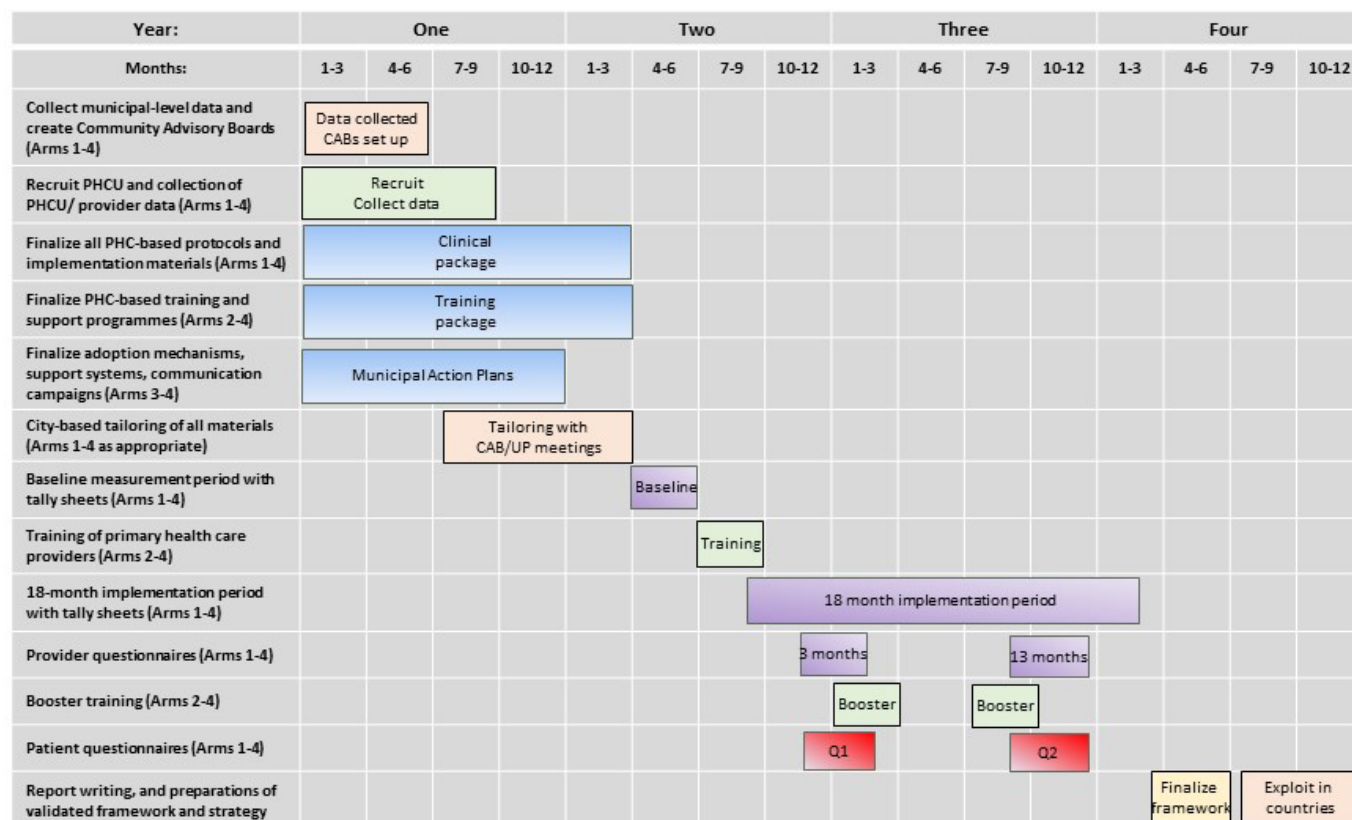 Year: One Two Three Four
Months: 1-3 4-6 7-9 10-12 1-3 4-6 7-9 10-12 1-3 4-6 7-9 10-12 1-3 4-6 7-9 10-12
Collect municipal-level data and
create Community Advisory Boards
(Arms 1-4)
Data collected
CABs set up
Recruit PHCU and collection of
PHCU/ provider data (Arms 1-4)
Recruit
Collect data
Finalize all PHC-based protocols and
implementation materials (Arms 1-4)
Clinical
package
Finalize PHC-based training and
support programmes (Arms 2-4)
Training
package
Finalize adoption mechanisms,
support systems, communication
campaigns (Arms 3-4)
Municipal Action Plans
City-based tailoring of all materials
(Arms 1-4 as appropriate)
Tailoring with
CAB/UP meetings
Baseline measurement period with
tally sheets (Arms 1-4)
Baseline
Training of primary health care
providers (Arms 2-4)
Training
18-month implementation period
with tally sheets (Arms 1-4)
18 month implementation period
Provider questionnaires (Arms 1-4)
3 months 13 months
Booster training (Arms 2-4)
Booster Booster
Patient questionnaires (Arms 1-4)
Q1 Q2
Report writing, and preparations of
validated framework and strategy
Finalize
framework
Exploit in
countries